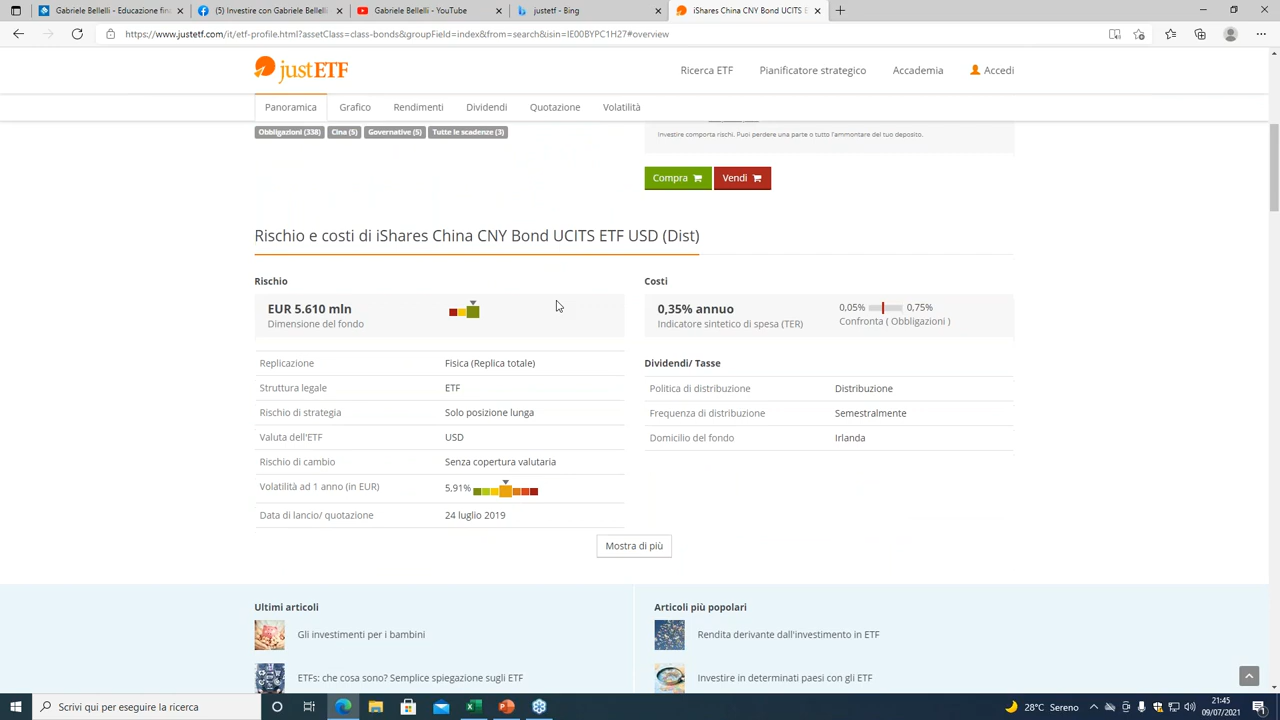 Gabriele Bellelli - Educazione finan
(5) Investire in Gabriele Bellelli
YouTube
justetf - Bing
iShares China CNY Bond UCITS E
https://www.justetf.com/it/etf-profile.html?assetClass=class-bonds&groupField=index&from=search&isin=IE00BYPC1H27#overview
justETF
Ricerca ETF
Pianificatore strategico
Accademia
Accedi
Panoramica
Grafico
Rendimenti
Dividendi
Quotazione
Volatilità
Obbligazioni (338)
Cina (5)
Governative (5)
Tutte le scadenze (3)
Investire comporta rischi. Puoi perdere una parte o tutto l'ammontare del tuo deposito.
Compra
Vendi
Rischio e costi di iShares China CNY Bond UCITS ETF USD (Dist)
Rischio
EUR 5.610 mln
Dimensione del fondo
Replicazione Fisica (Replica totale)
Struttura legale ETF
Rischio di strategia Solo posizione lunga
Valuta dell'ETF USD
Rischio di cambio Senza copertura valutaria
Volatilità ad 1 anno (in EUR) 5,91%
Data di lancio/ quotazione 24 luglio 2019
Costi
0,35% annuo
Indicatore sintetico di spesa (TER)
0,05% 0,75%
Confronta ( Obbligazioni )
Dividendi/ Tasse
Politica di distribuzione Distribuzione
Frequenza di distribuzione Semestralmente
Domicilio del fondo Irlanda
Mostra di più
Ultimi articoli
Gli investimenti per i bambini
ETFs: che cosa sono? Semplice spiegazione sugli ETF
Articoli più popolari
Rendita derivante dall'investimento in ETF
Investire in determinati paesi con gli ETF
Scrivi qui per eseguire la ricerca
28°C Sereno
21:45
09/07/2021